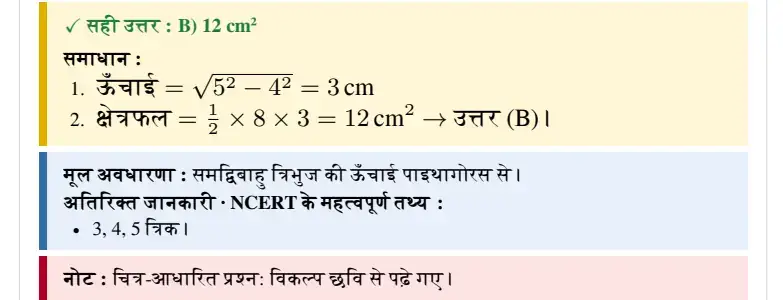 ✓ सही उत्तर : B) 12 cm²
समाधान :
1. ऊँचाई = √(5² − 4²) = 3 cm
2. क्षेत्रफल = 1/2 × 8 × 3 = 12 cm² → उत्तर (B)।
मूल अवधारणा : समद्विबाहु त्रिभुज की ऊँचाई पाइथागोरस से।
अतिरिक्त जानकारी · NCERT के महत्वपूर्ण तथ्य :
• 3, 4, 5 त्रिक।
नोट : चित्र-आधारित प्रश्नः विकल्प छवि से पढ़े गए।